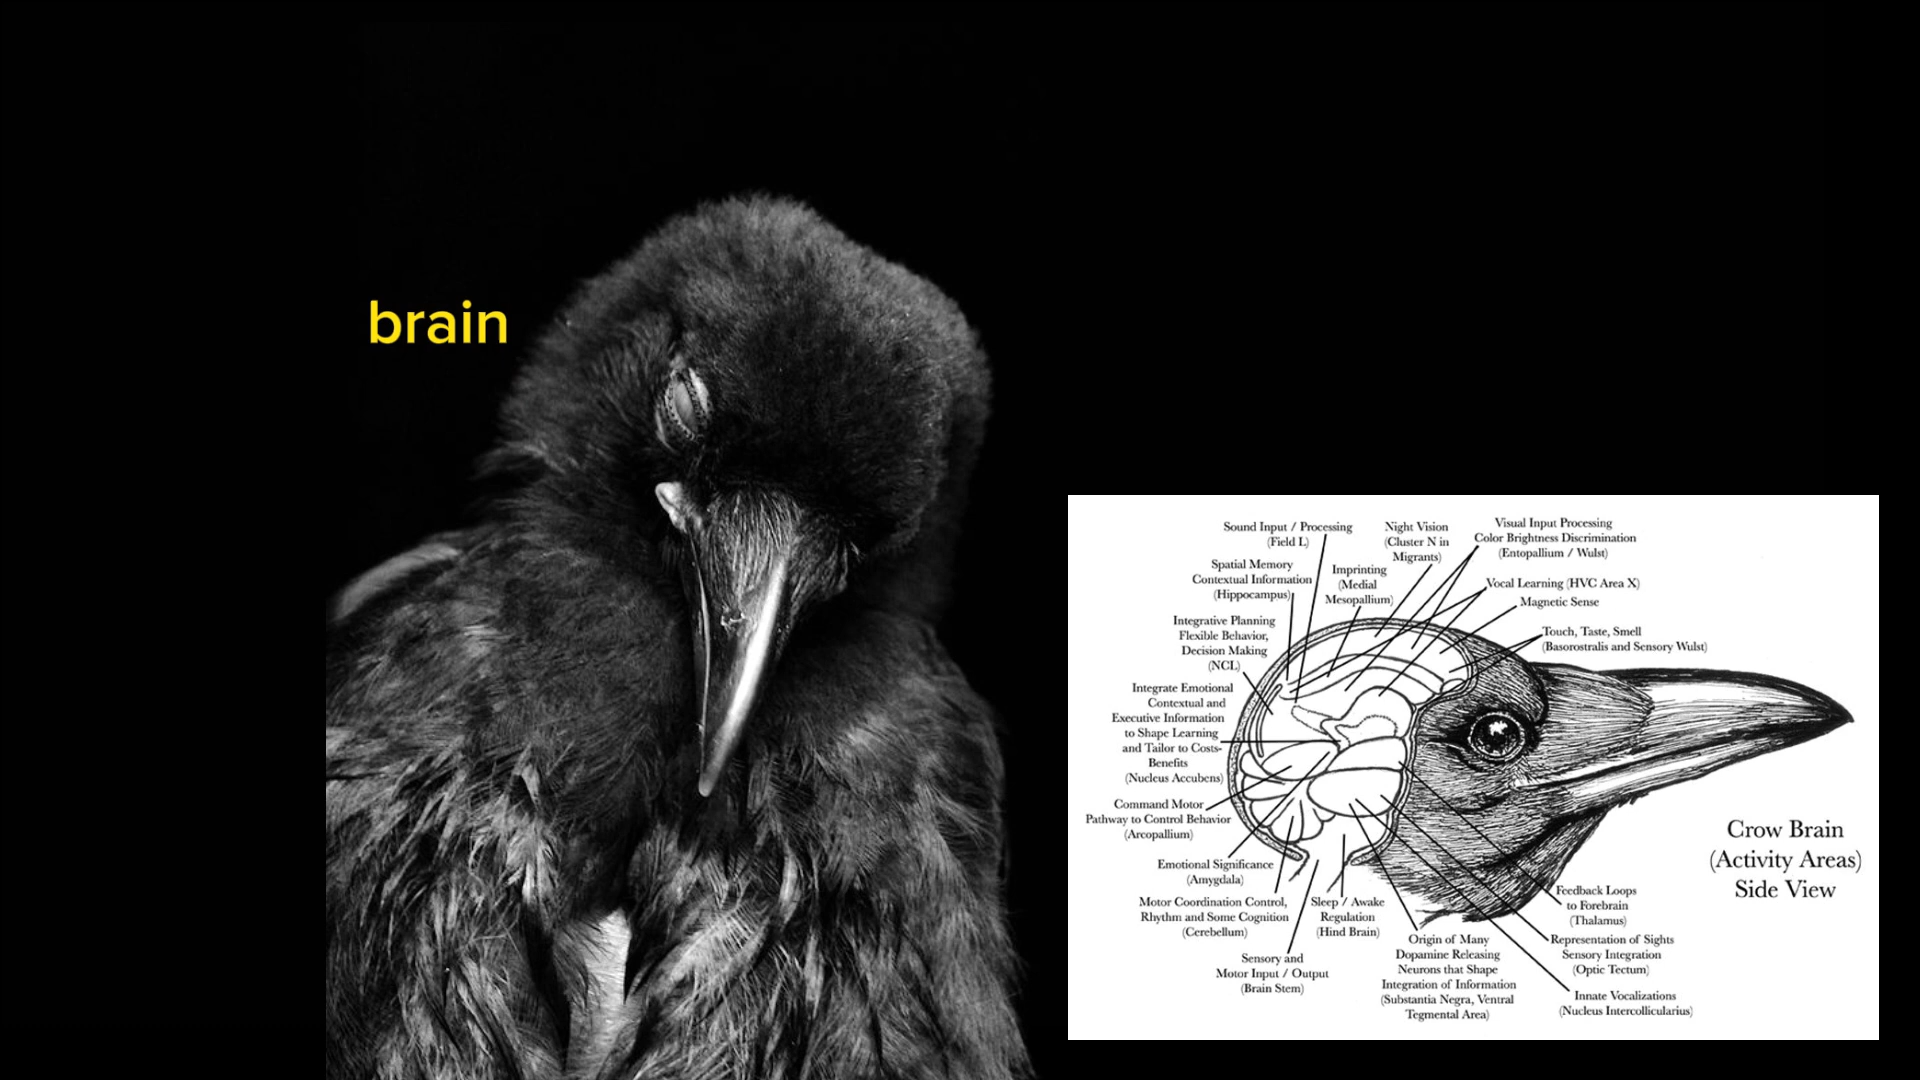 brain
Sound Input / Processing
(Field L)
Night Vision
(Cluster N in
Migrants)
Visual Input Processing
Color Brightness Discrimination
(Entopallium / Wulst)
Spatial Memory
Contextual Information
(Hippocampus)
Imprinting
(Medial
Mesopallium)
Vocal Learning (HVC Area X)
Magnetic Sense
Integrative Planning
Flexible Behavior,
Decision Making
(NCL)
Touch, Taste, Smell
(Basorostralis and Sensory Wulst)
Integrate Emotional
Contextual and
Executive Information
to Shape Learning
and Tailor to Costs-
Benefits
(Nucleus Accubens)
Command Motor
Pathway to Control Behavior
(Arcopallium)
Crow Brain
(Activity Areas)
Side View
Emotional Significance
(Amygdala)
Motor Coordination Control,
Rhythm and Some Cognition
(Cerebellum)
Sleep / Awake
Regulation
(Hind Brain)
Feedback Loops
to Forebrain
(Thalamus)
Sensory and
Motor Input / Output
(Brain Stem)
Origin of Many
Dopamine Releasing
Neurons that Shape
Integration of Information
(Substantia Negra, Ventral
Tegmental Area)
Representation of Sights
Sensory Integration
(Optic Tectum)
Innate Vocalizations
(Nucleus Intercollicularius)